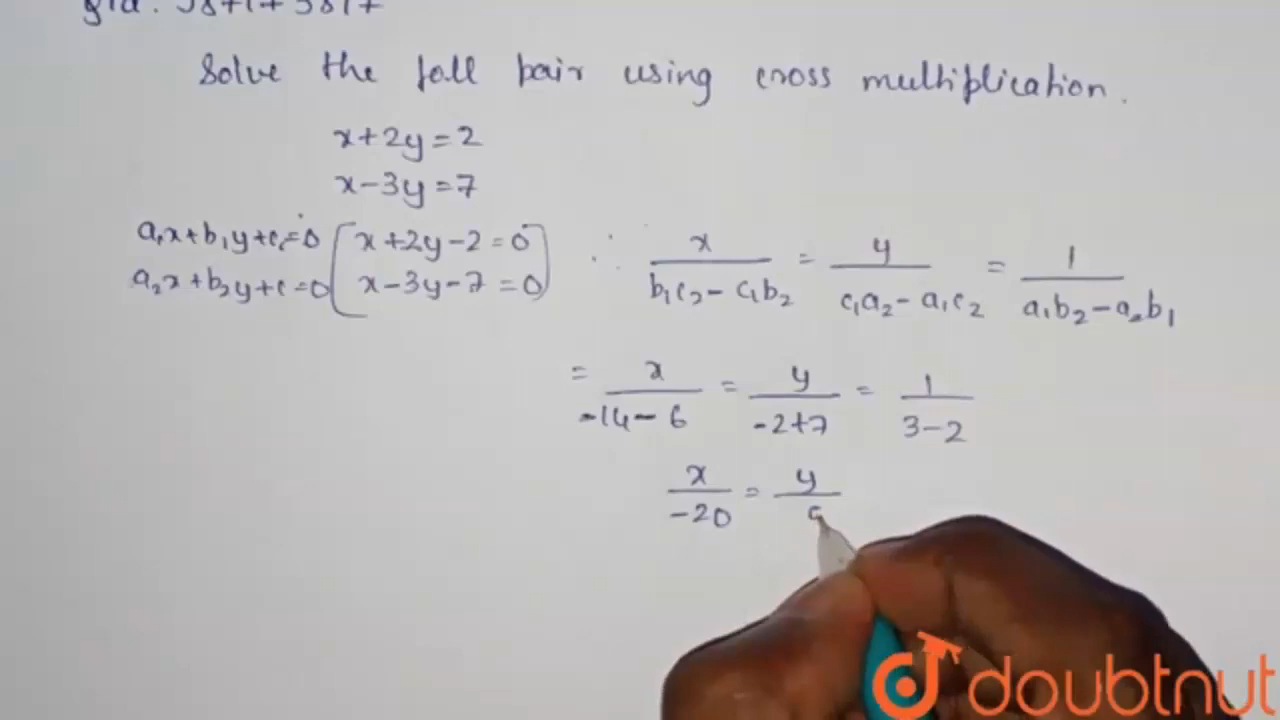 Solve the foll pair using cross multiplication.
x+2y=2
x-3y=7
a₁x+b₁y+c₁=0 [x+2y-2=0] ∴ x/(b₁c₂-c₁b₂) = y/(c₁a₂-a₁c₂) = 1/(a₁b₂-a₂b₁)
a₂x+b₂y+c=0 [x-3y-7=0]
= x/(-14-6) = y/(-2+7) = 1/(3-2)
x/-20 = y/
doubtnut